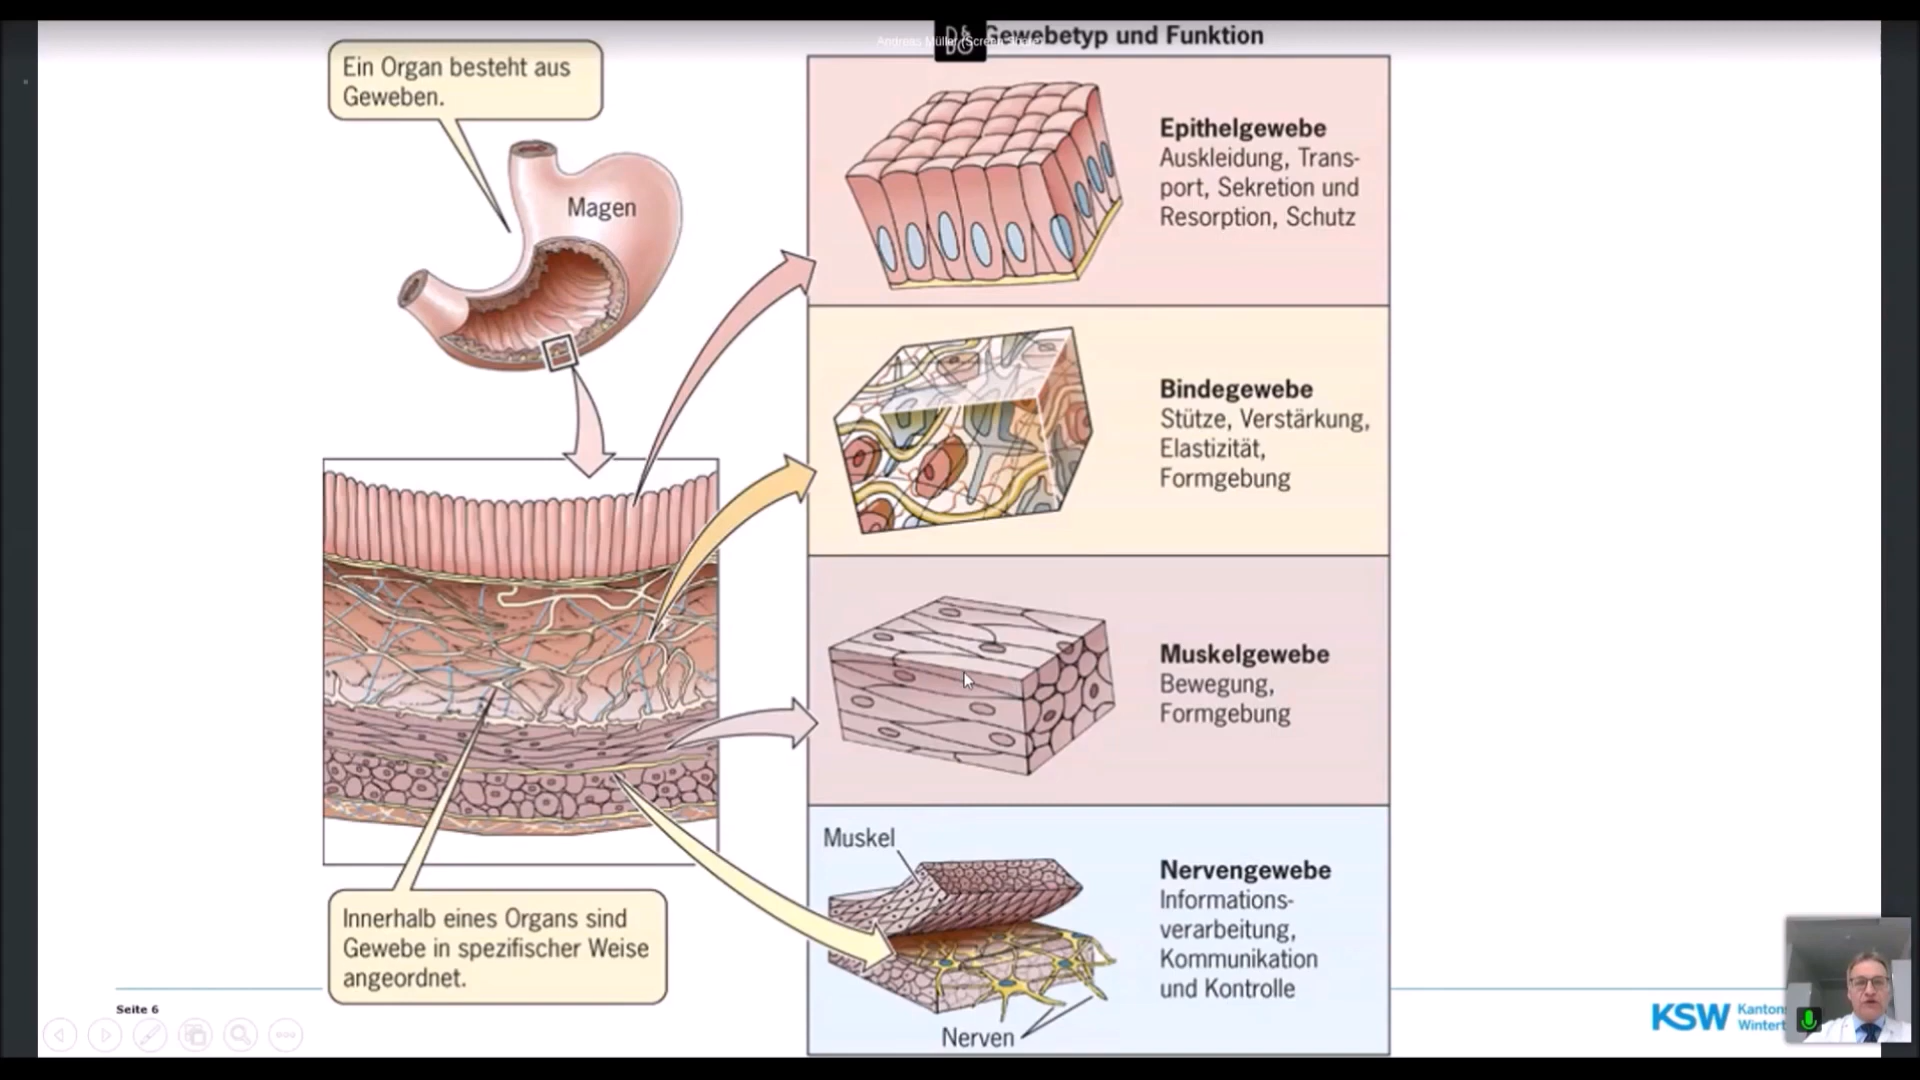 Gewebetyp und Funktion
Ein Organ besteht aus
Geweben.
Magen
Epithelgewebe
Auskleidung, Trans-
port, Sekretion und
Resorption, Schutz
Bindegewebe
Stütze, Verstärkung,
Elastizität,
Formgebung
Muskelgewebe
Bewegung,
Formgebung
Muskel
Nervengewebe
Informations-
verarbeitung,
Kommunikation
und Kontrolle
Nerven
Innerhalb eines Organs sind
Gewebe in spezifischer Weise
angeordnet.
Seite 6
KSW
Andreas Müller